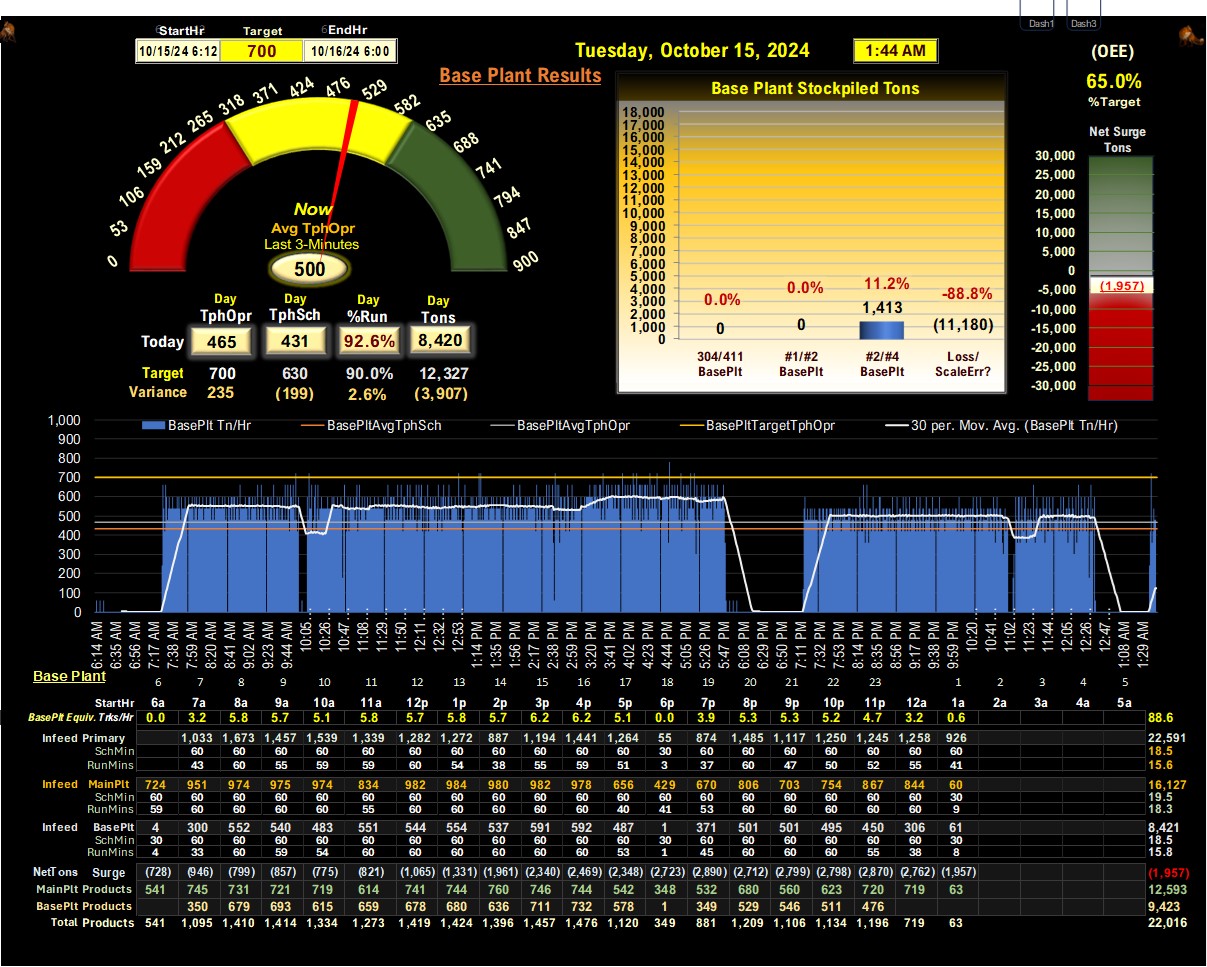 Dash1 Dash3
StartHr Target EndHr
10/15/24 6:12 700 10/16/24 6:00
Tuesday, October 15, 2024 1:44 AM
(OEE)
65.0%
%Target
Base Plant Results
0 53 106 159 212 265 318 371 424 476 529 582 635 688 741 794 847 900
Now
Avg TphOpr
Last 3-Minutes
500
Day Day Day Day
TphOpr TphSch %Run Tons
Today 465 431 92.6% 8,420
Target 700 630 90.0% 12,327
Variance 235 (199) 2.6% (3,907)
Base Plant Stockpiled Tons
18,000
17,000
16,000
15,000
14,000
13,000
12,000
11,000
10,000
9,000
8,000
7,000
6,000
5,000
4,000
3,000
2,000
1,000
0
0.0% 0.0% 11.2% -88.8%
0 0 1,413 (11,180)
304/411 #1/#2 #2/#4 Loss/
BasePlt BasePlt BasePlt ScaleErr?
Net Surge
Tons
30,000
25,000
20,000
15,000
10,000
5,000
0
-5,000
-10,000
-15,000
-20,000
-25,000
-30,000
(1,957)
BasePlt Tn/Hr BasePltAvgTphSch BasePltAvgTphOpr BasePltTargetTphOpr 30 per. Mov. Avg. (BasePlt Tn/Hr)
1,000
900
800
700
600
500
400
300
200
100
0
6:14 AM 6:35 AM 6:56 AM 7:17 AM 7:38 AM 7:59 AM 8:20 AM 8:41 AM 9:02 AM 9:23 AM 9:44 AM 10:05… 10:26… 10:47… 11:08… 11:29… 11:50… 12:11… 12:32… 12:53… 1:14 PM 1:35 PM 1:56 PM 2:17 PM 2:38 PM 2:59 PM 3:20 PM 3:41 PM 4:02 PM 4:23 PM 4:44 PM 5:05 PM 5:26 PM 5:47 PM 6:08 PM 6:29 PM 6:50 PM 7:11 PM 7:32 PM 7:53 PM 8:14 PM 8:35 PM 8:56 PM 9:17 PM 9:38 PM 9:59 PM 10:20… 10:41… 11:02… 11:23… 11:44… 12:05… 12:26… 12:47… 1:08 AM 1:29 AM
Base Plant
6 7 8 9 10 11 12 13 14 15 16 17 18 19 20 21 22 23 1 2 3 4 5
StartHr 6a 7a 8a 9a 10a 11a 12p 1p 2p 3p 4p 5p 6p 7p 8p 9p 10p 11p 12a 1a 2a 3a 4a 5a
BasePlt Equiv. Trks/Hr 0.0 3.2 5.8 5.7 5.1 5.8 5.7 5.8 5.7 6.2 6.2 5.1 0.0 3.9 5.3 5.3 5.2 4.7 3.2 0.6 88.6
Infeed Primary 1,033 1,673 1,457 1,539 1,339 1,282 1,272 887 1,194 1,441 1,264 55 874 1,485 1,117 1,250 1,245 1,258 926 22,591
SchMin 60 60 60 60 60 60 60 60 60 60 60 30 60 60 60 60 60 60 60 18.5
RunMins 43 60 55 59 59 60 54 38 55 59 51 3 37 60 47 50 52 55 41 15.6
Infeed MainPlt 724 951 974 975 974 834 982 984 980 982 978 656 429 670 806 703 754 867 844 60 16,127
SchMin 60 60 60 60 60 60 60 60 60 60 60 60 60 60 60 60 60 60 60 30 19.5
RunMins 59 60 60 60 60 55 60 60 60 60 60 40 41 53 60 60 60 60 60 9 18.3
Infeed BasePlt 4 300 552 540 483 551 544 554 537 591 592 487 1 371 501 501 495 450 306 61 8,421
SchMin 30 60 60 60 60 60 60 60 60 60 60 60 30 60 60 60 60 60 60 30 18.5
RunMins 4 33 60 59 54 60 60 60 60 60 60 53 1 45 60 60 60 55 38 8 15.8
NetTons Surge (728) (946) (799) (857) (775) (821) (1,065) (1,331) (1,961) (2,340) (2,469) (2,348) (2,723) (2,890) (2,712) (2,799) (2,798) (2,870) (2,762) (1,957) (1,957)
MainPlt Products 541 745 731 721 719 614 741 744 760 746 744 542 348 532 680 560 623 720 719 63 12,593
BasePlt Products 350 679 693 615 659 678 680 636 711 732 578 1 349 529 546 511 476 9,423
Total Products 541 1,095 1,410 1,414 1,334 1,273 1,419 1,424 1,396 1,457 1,476 1,120 349 881 1,209 1,106 1,134 1,196 719 63 22,016